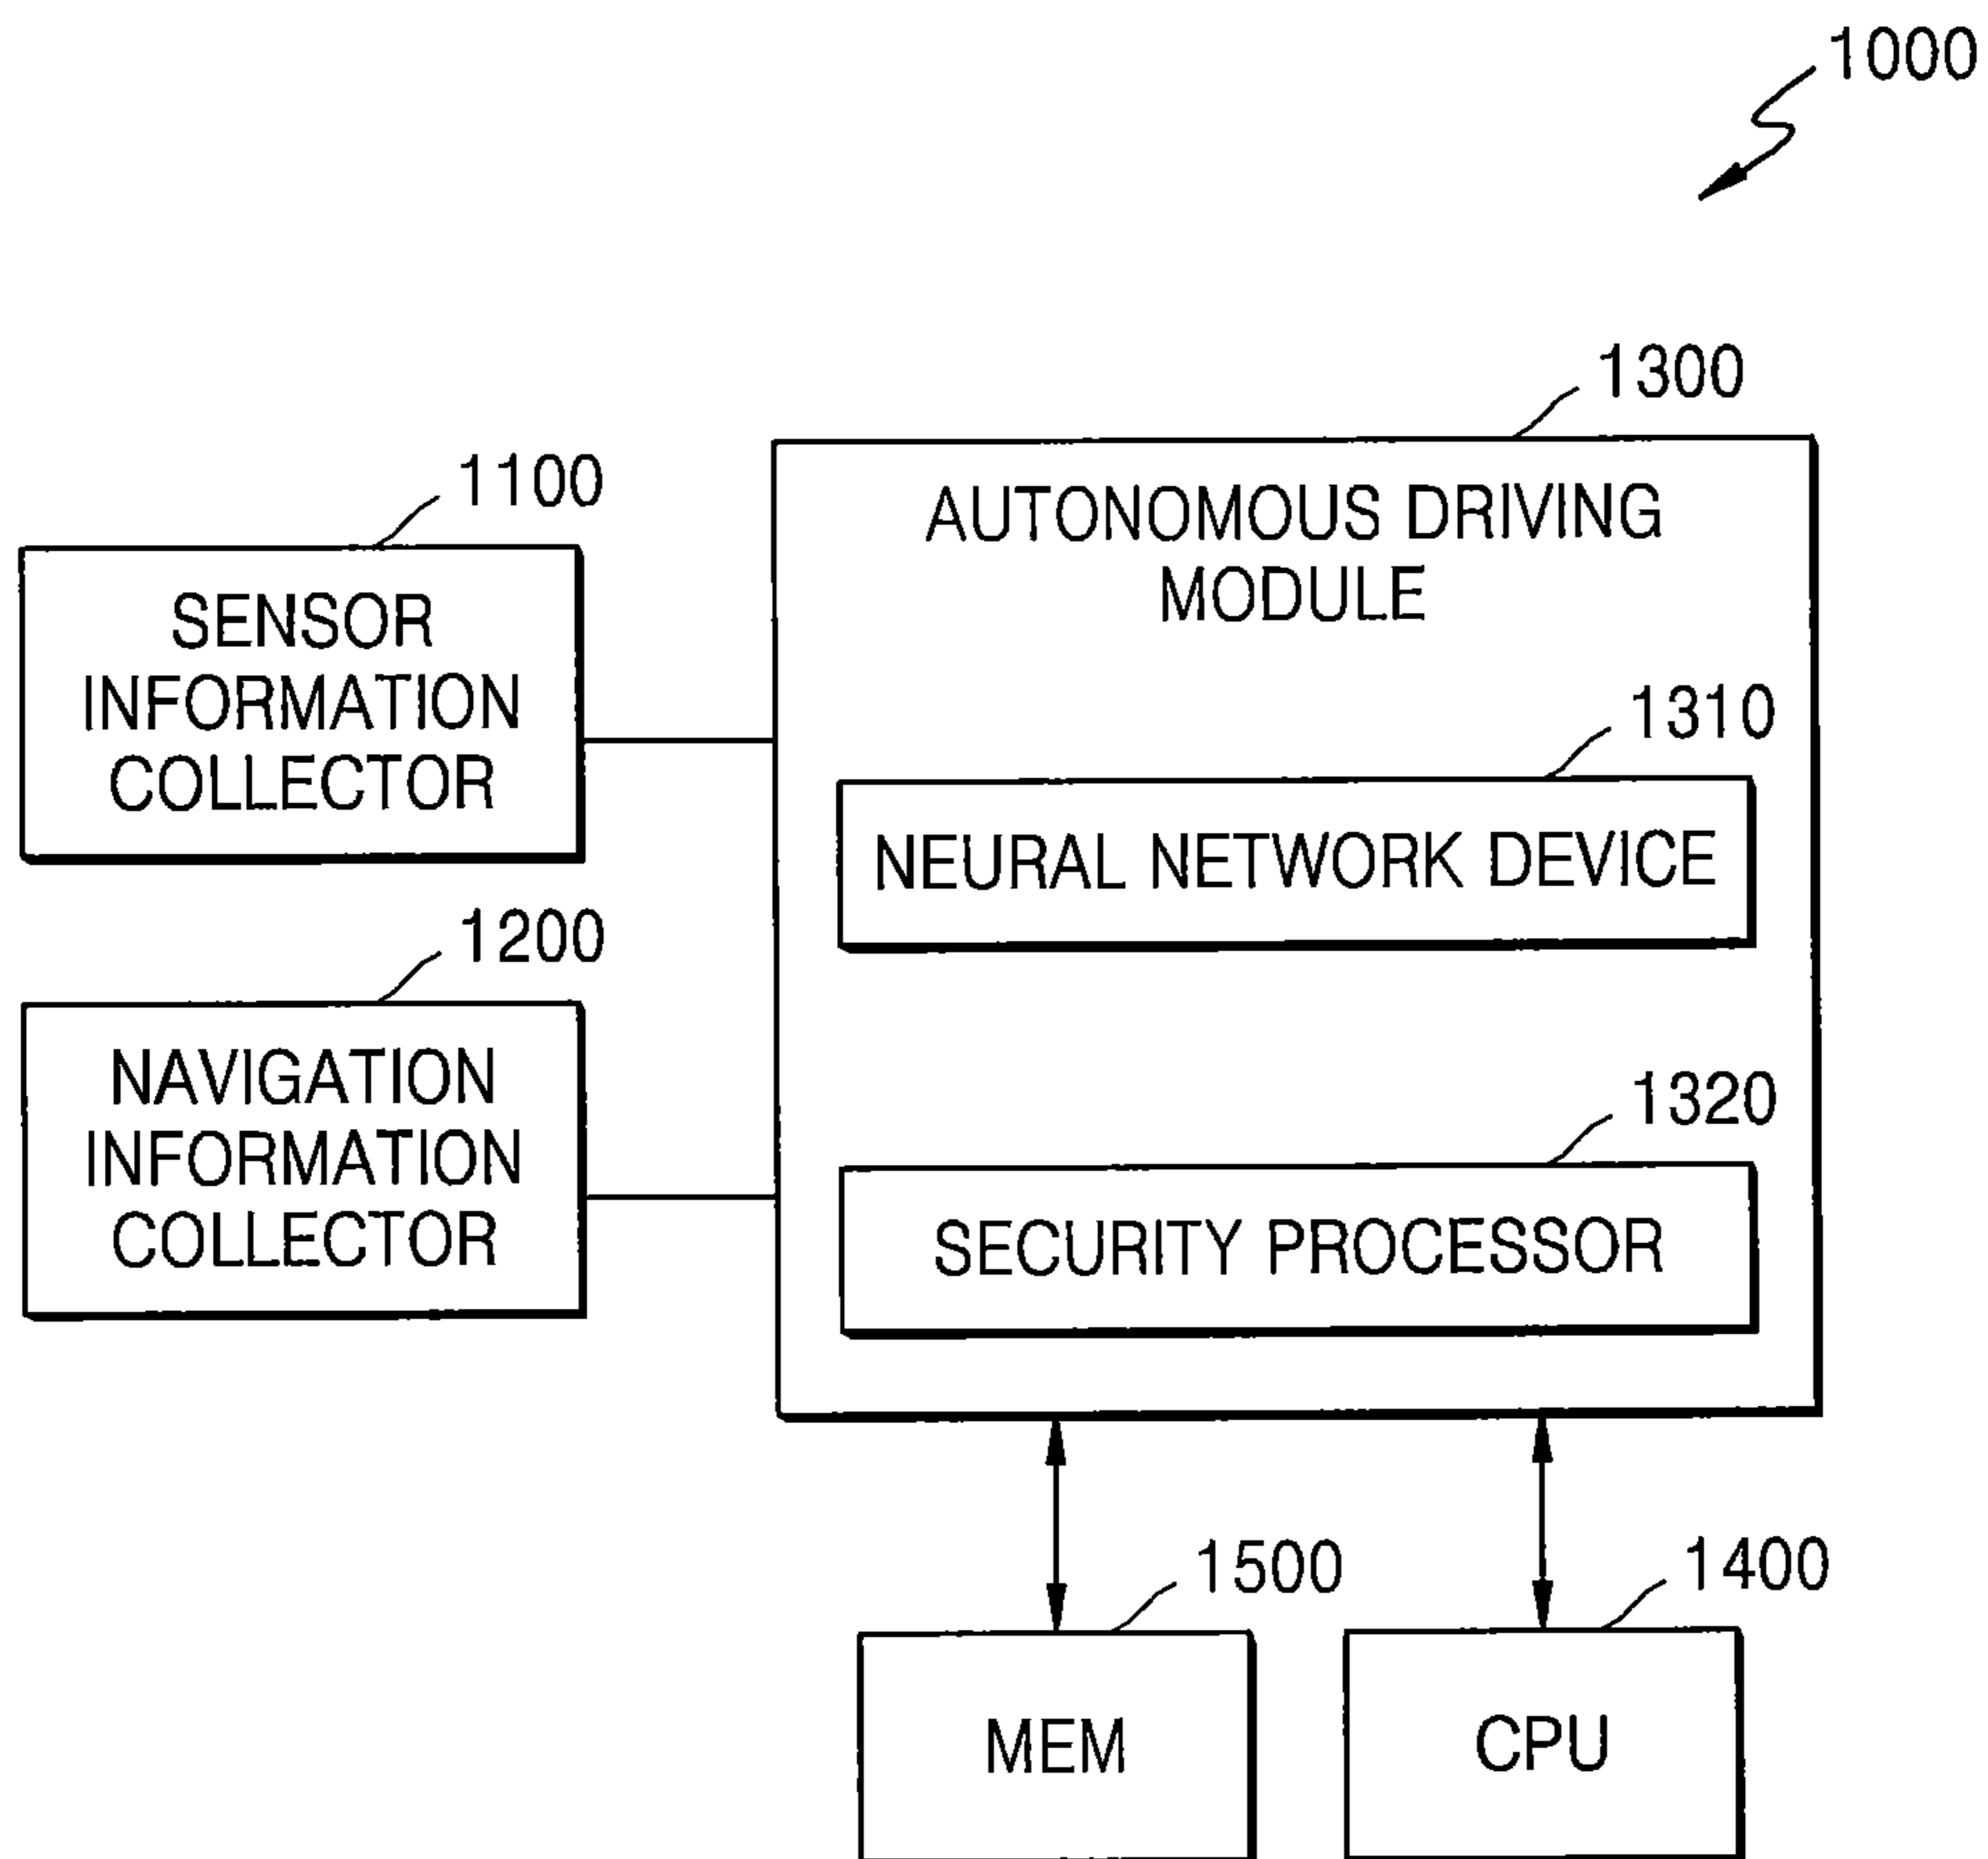 1000
1300
AUTONOMOUS DRIVING
MODULE
1100
SENSOR
INFORMATION
COLLECTOR
1310
NEURAL NETWORK DEVICE
1200
NAVIGATION
INFORMATION
COLLECTOR
1320
SECURITY PROCESSOR
1500
MEM
1400
CPU